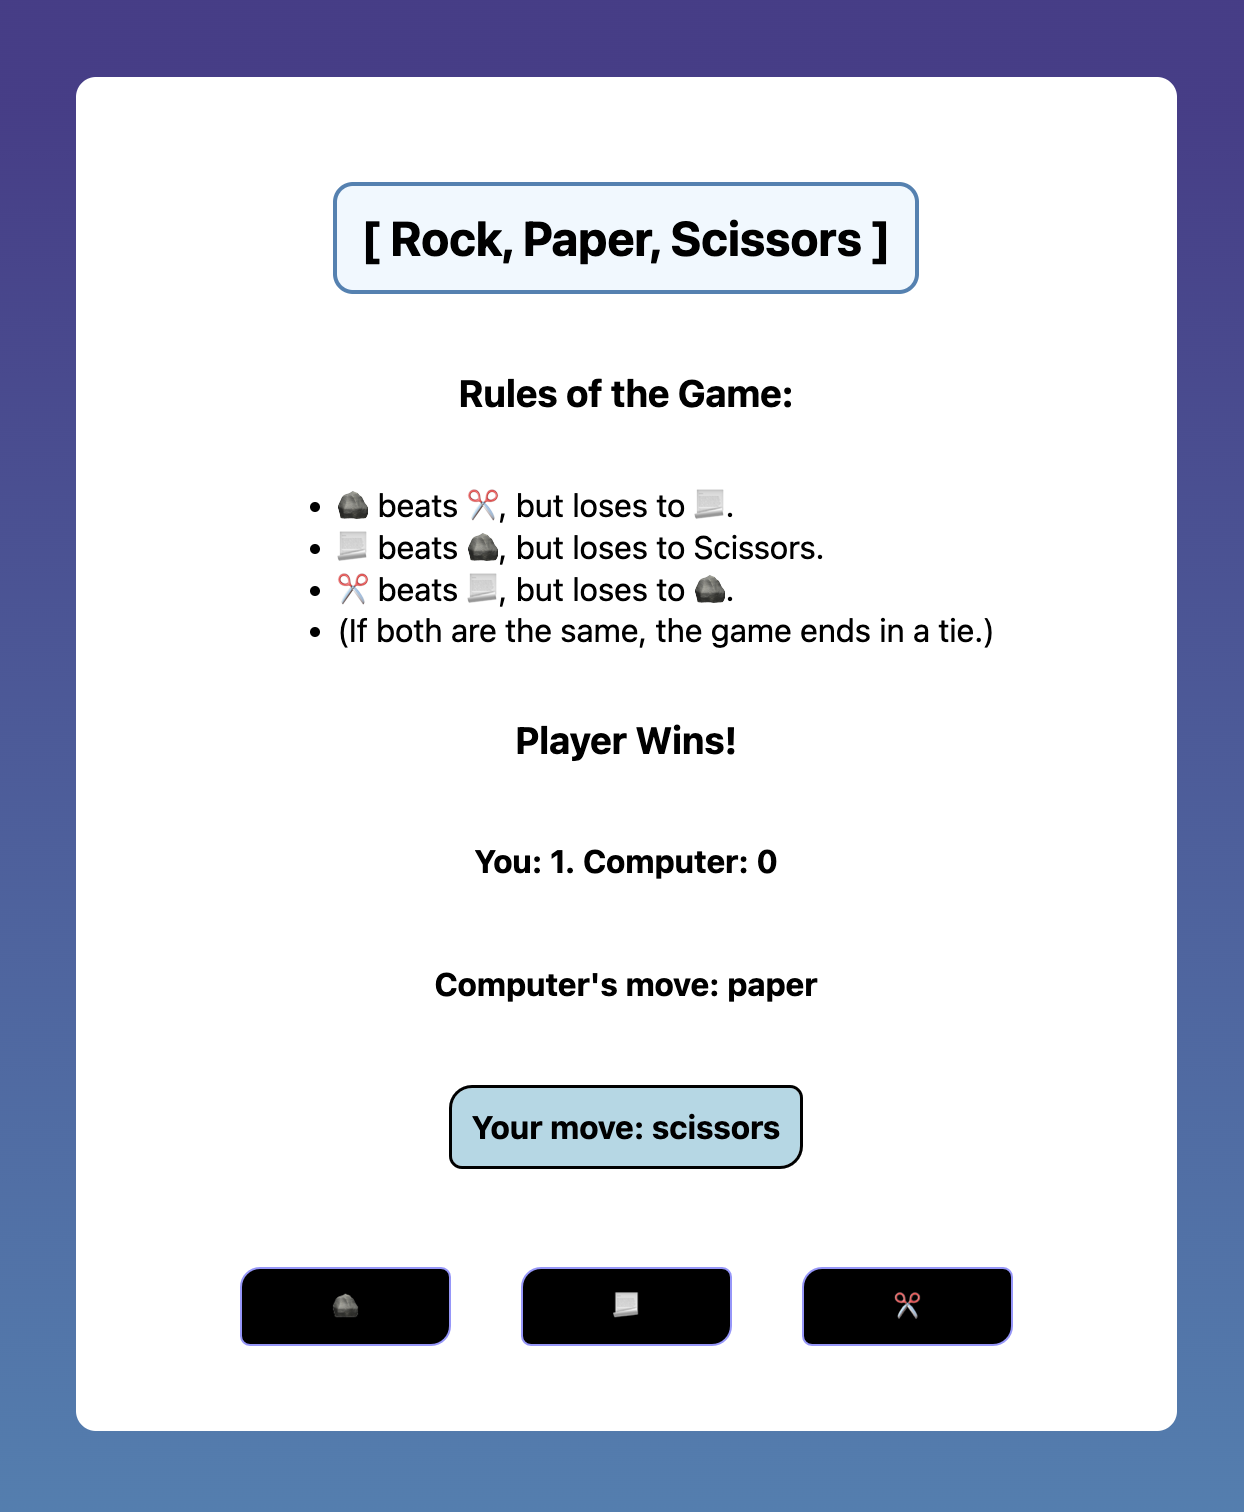 [ Rock, Paper, Scissors ]
Rules of the Game:
• 🪨 beats ✂️, but loses to 📜.
• 📜 beats 🪨, but loses to Scissors.
• ✂️ beats 📜, but loses to 🪨.
• (If both are the same, the game ends in a tie.)
Player Wins!
You: 1. Computer: 0
Computer's move: paper
Your move: scissors
🪨 📜 ✂️